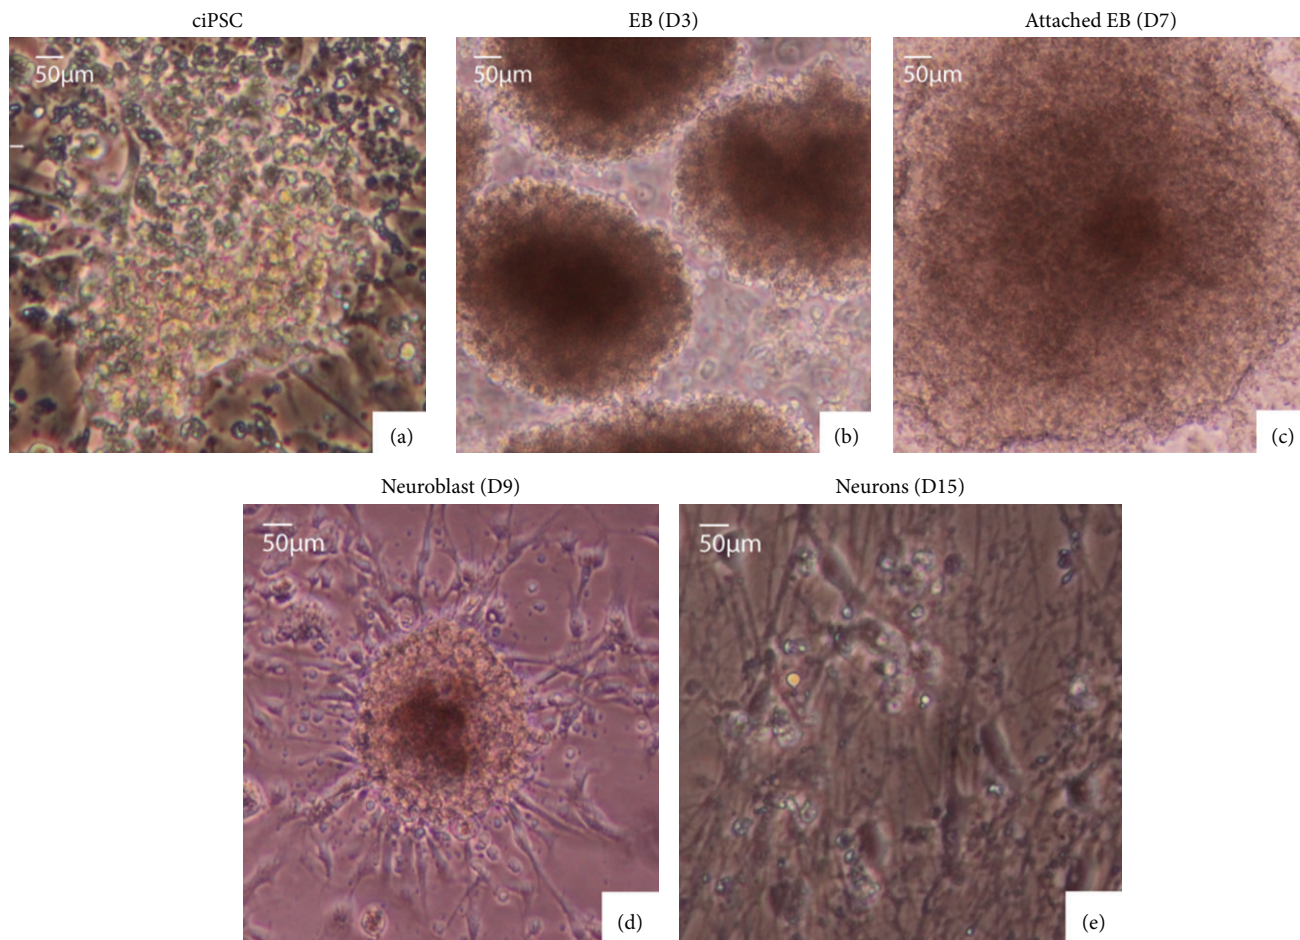 ciPSC
EB (D3)
Attached EB (D7)
50μm
50μm
50μm
(a)
(b)
(c)
Neuroblast (D9)
Neurons (D15)
50μm
50μm
(d)
(e)